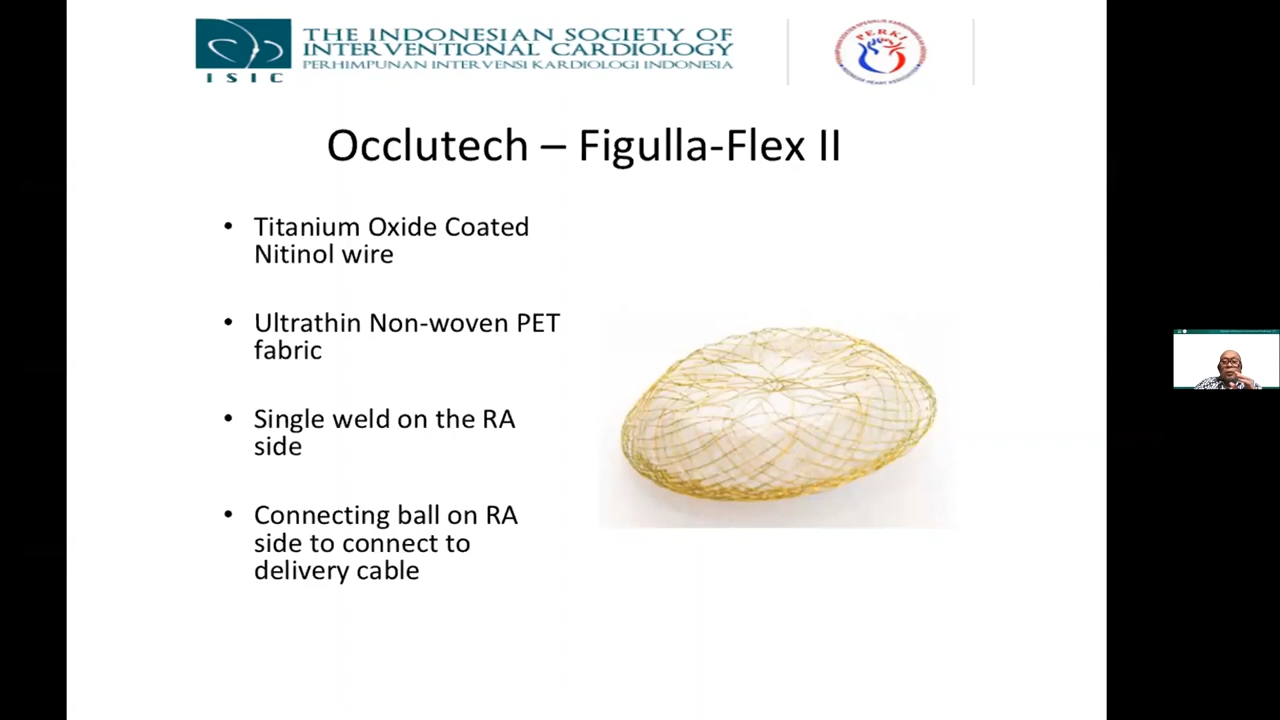 THE INDONESIAN SOCIETY OF
INTERVENTIONAL CARDIOLOGY
PERHIMPUNAN INTERVENSI KARDIOLOGI INDONESIA
ISIC
PERKI
Occlutech – Figulla-Flex II
• Titanium Oxide Coated
Nitinol wire
• Ultrathin Non-woven PET
fabric
• Single weld on the RA
side
• Connecting ball on RA
side to connect to
delivery cable